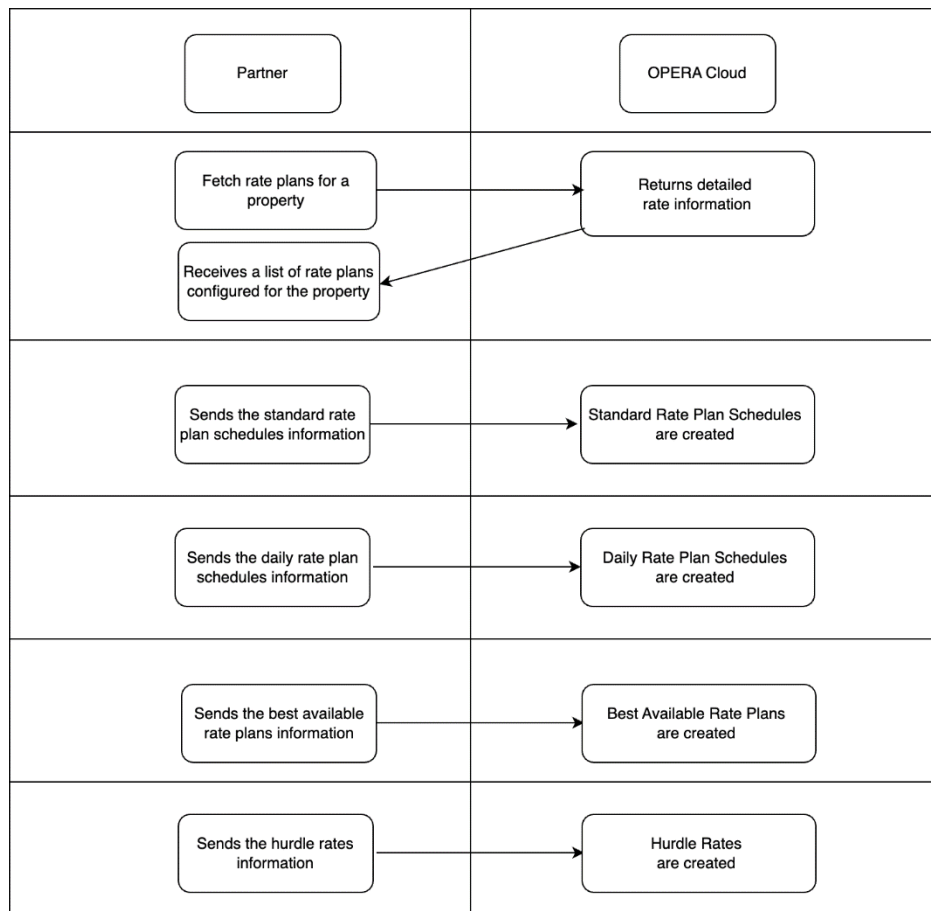 Partner
OPERA Cloud
Fetch rate plans for a
property
Returns detailed
rate information
Receives a list of rate plans
configured for the property
Sends the standard rate
plan schedules information
Standard Rate Plan Schedules
are created
Sends the daily rate plan
schedules information
Daily Rate Plan Schedules
are created
Sends the best available
rate plans information
Best Available Rate Plans
are created
Sends the hurdle rates
information
Hurdle Rates
are created